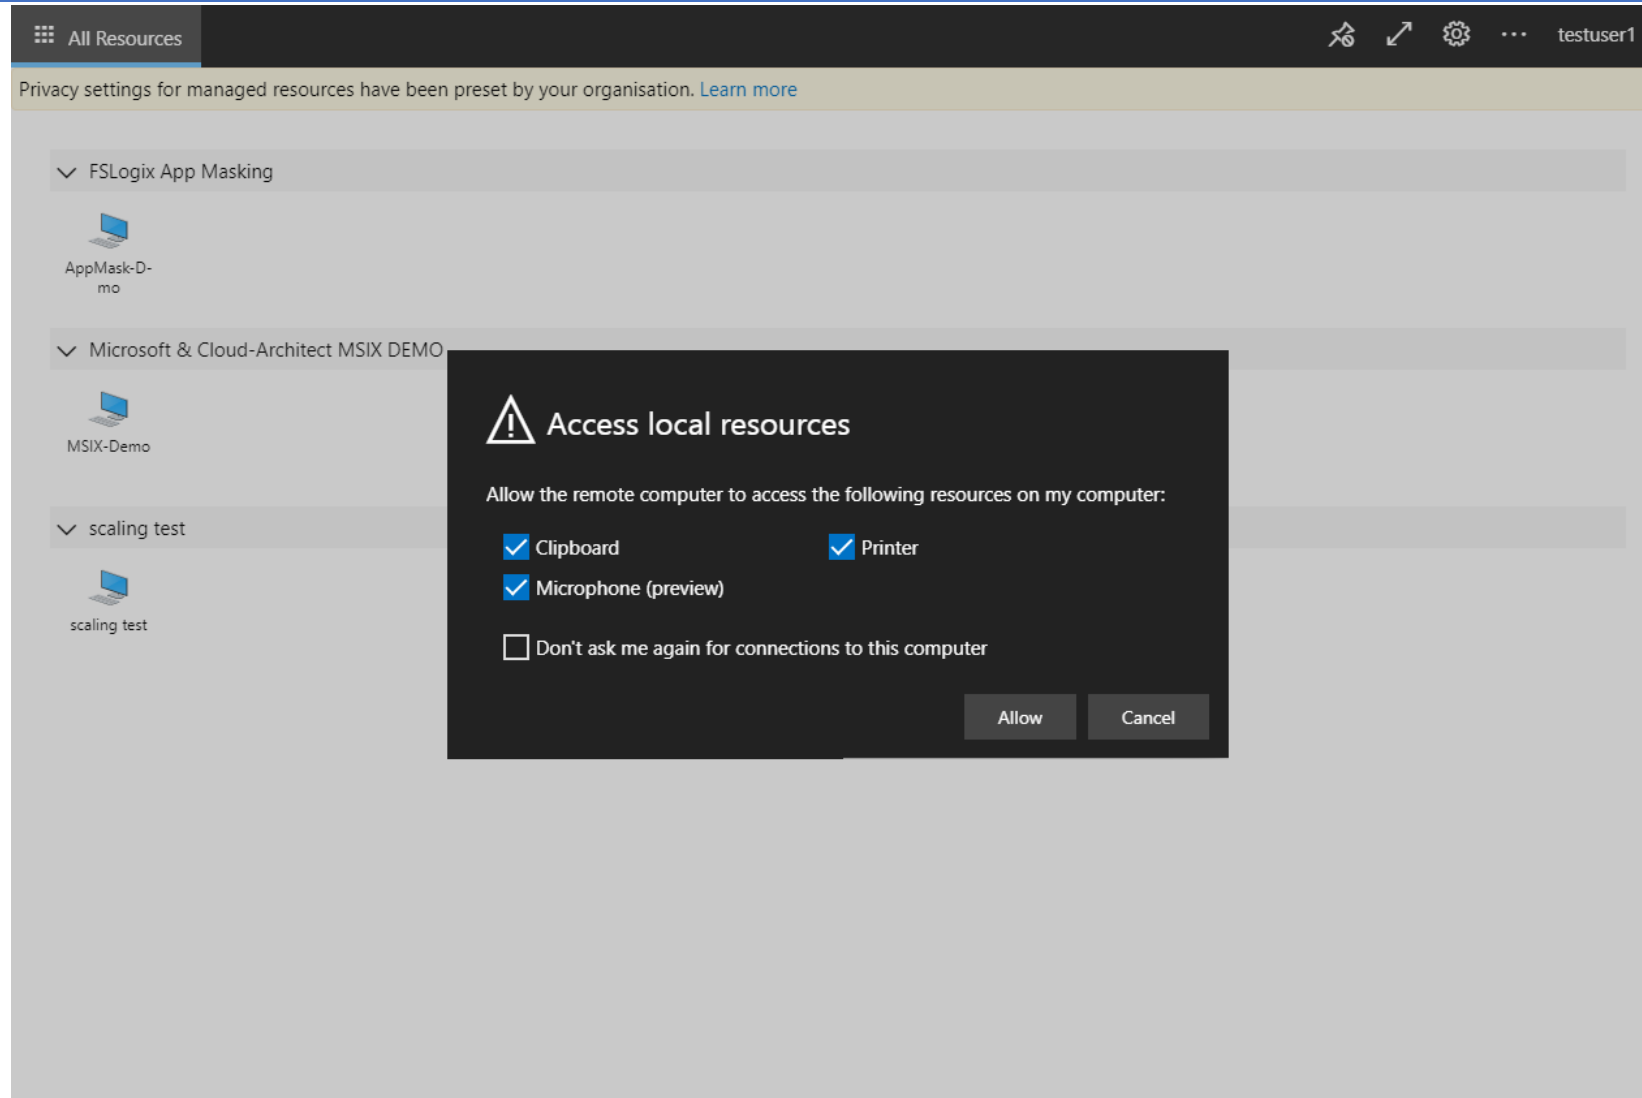 All Resources
testuser1
Privacy settings for managed resources have been preset by your organisation. Learn more
FSLogix App Masking
AppMask-D-
mo
Microsoft & Cloud-Architect MSIX DEMO
MSIX-Demo
scaling test
scaling test
Access local resources
Allow the remote computer to access the following resources on my computer:
Clipboard
Printer
Microphone (preview)
Don't ask me again for connections to this computer
Allow
Cancel